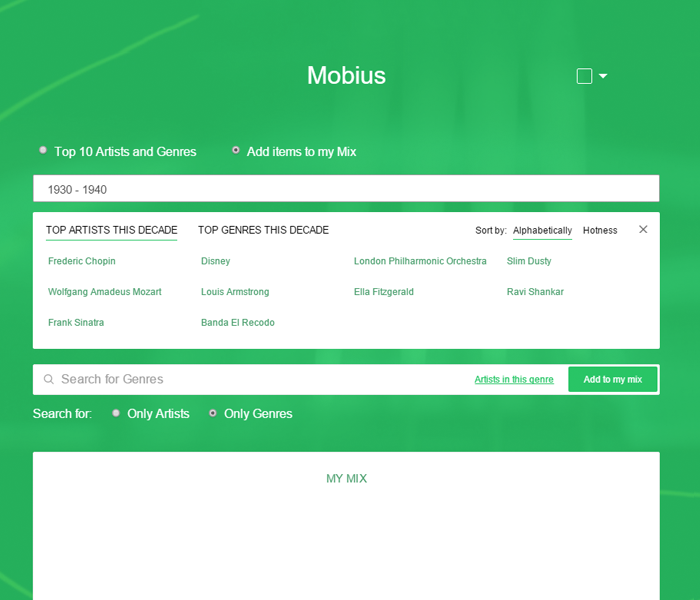 Mobius
Top 10 Artists and Genres Add items to my Mix
1930 - 1940
TOP ARTISTS THIS DECADE TOP GENRES THIS DECADE Sort by: Alphabetically Hotness
Frederic Chopin Disney London Philharmonic Orchestra Slim Dusty
Wolfgang Amadeus Mozart Louis Armstrong Ella Fitzgerald Ravi Shankar
Frank Sinatra Banda El Recodo
Search for Genres Artists in this genre Add to my mix
Search for: Only Artists Only Genres
MY MIX